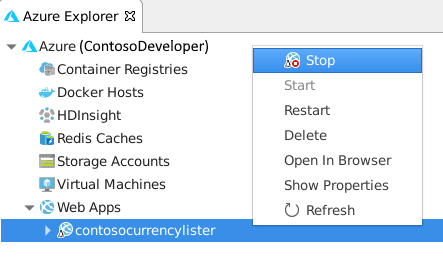 Azure Explorer
Azure (ContosoDeveloper)
Container Registries
Docker Hosts
HDInsight
Redis Caches
Storage Accounts
Virtual Machines
Web Apps
contosocurrencylister
Stop
Start
Restart
Delete
Open In Browser
Show Properties
Refresh